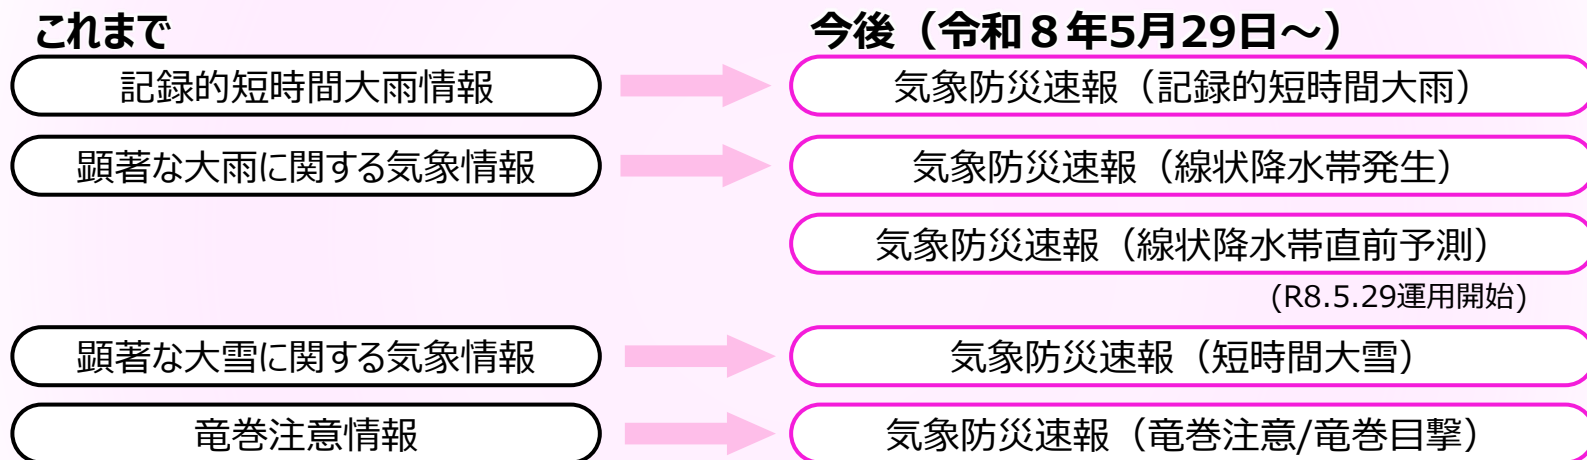 これまで
今後（令和８年5月29日～）
記録的短時間大雨情報
気象防災速報（記録的短時間大雨）
顕著な大雨に関する気象情報
気象防災速報（線状降水帯発生）
気象防災速報（線状降水帯直前予測）
(R8.5.29運用開始)
顕著な大雪に関する気象情報
気象防災速報（短時間大雪）
竜巻注意情報
気象防災速報（竜巻注意/竜巻目撃）